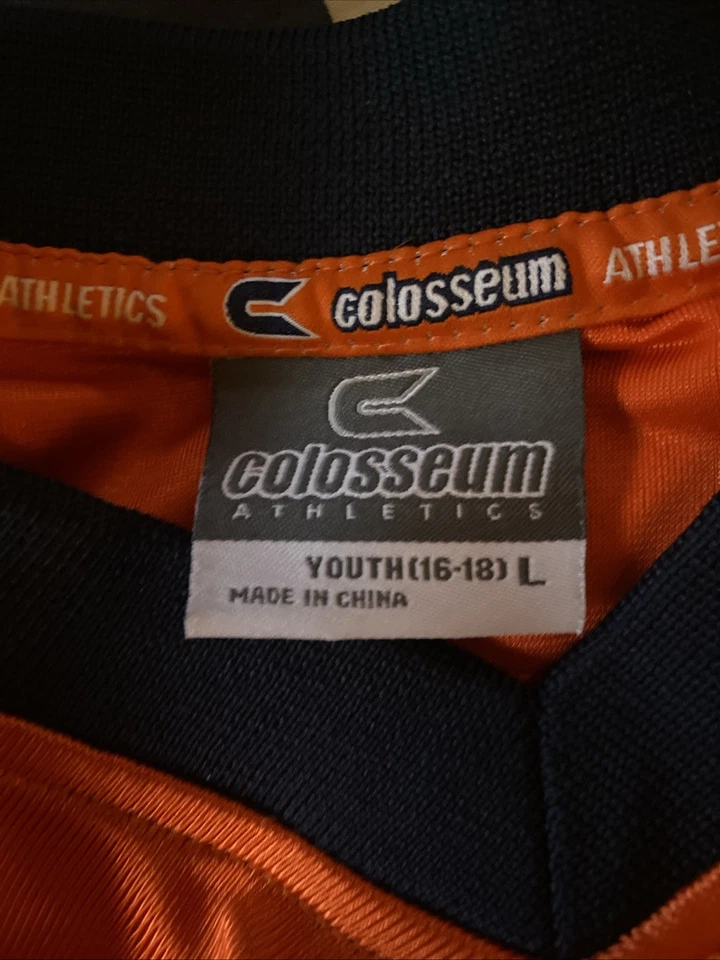 ATHLETICS colosseum ATHLE
colosseum
ATHLETICS
YOUTH(16-18) L
MADE IN CHINA